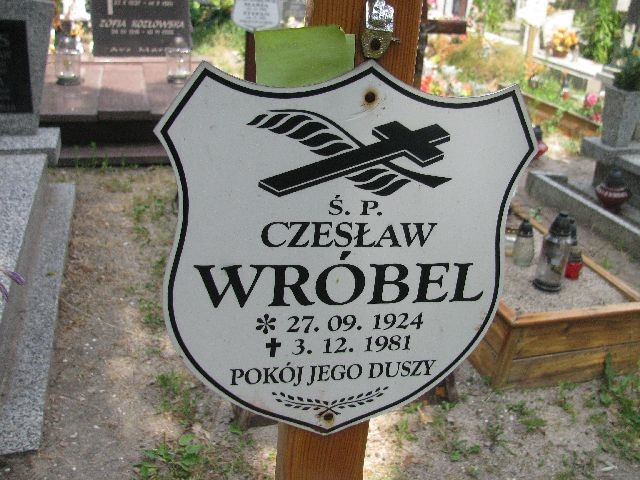 ZOFIA KOZŁOWSKA
Ś. P.
CZESŁAW
WRÓBEL
* 27. 09. 1924
✝ 3. 12. 1981
POKÓJ JEGO DUSZY